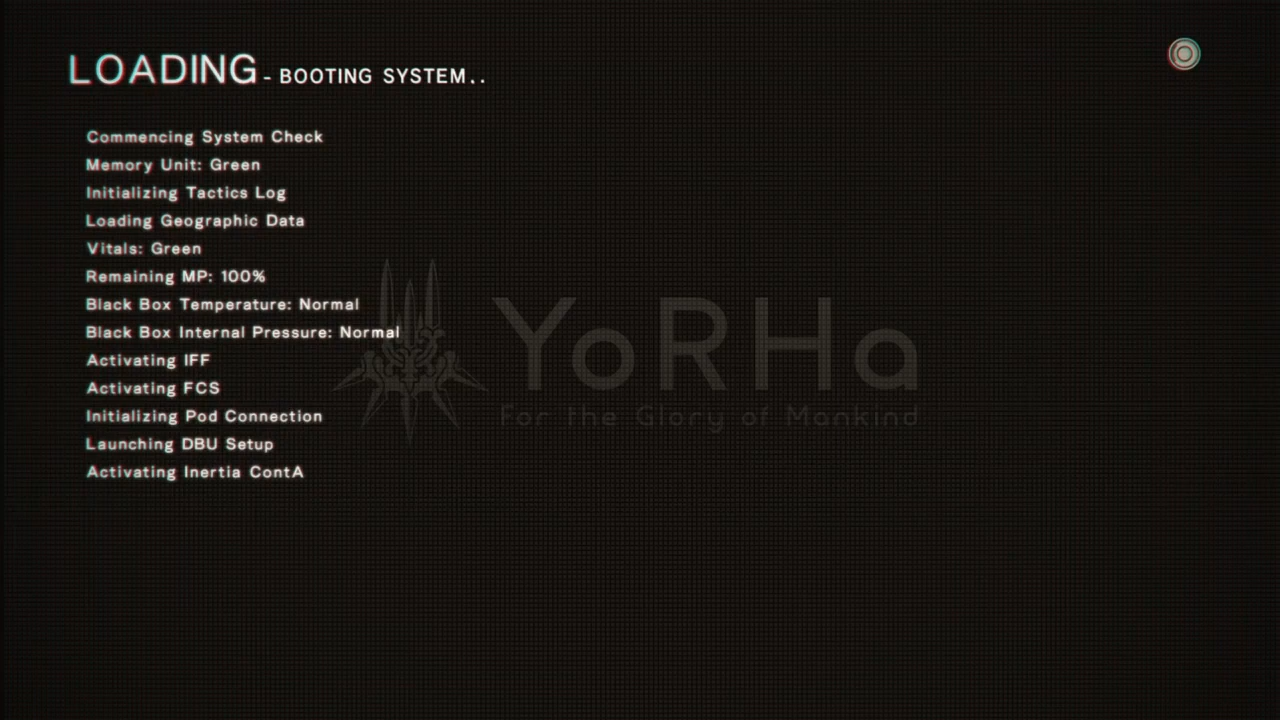 LOADING - BOOTING SYSTEM..
Commencing System Check
Memory Unit: Green
Initializing Tactics Log
Loading Geographic Data
Vitals: Green
Remaining MP: 100%
Black Box Temperature: Normal
Black Box Internal Pressure: Normal
Activating IFF
Activating FCS
Initializing Pod Connection
Launching DBU Setup
Activating Inertia ContA
YoRHa
For the Glory of Mankind